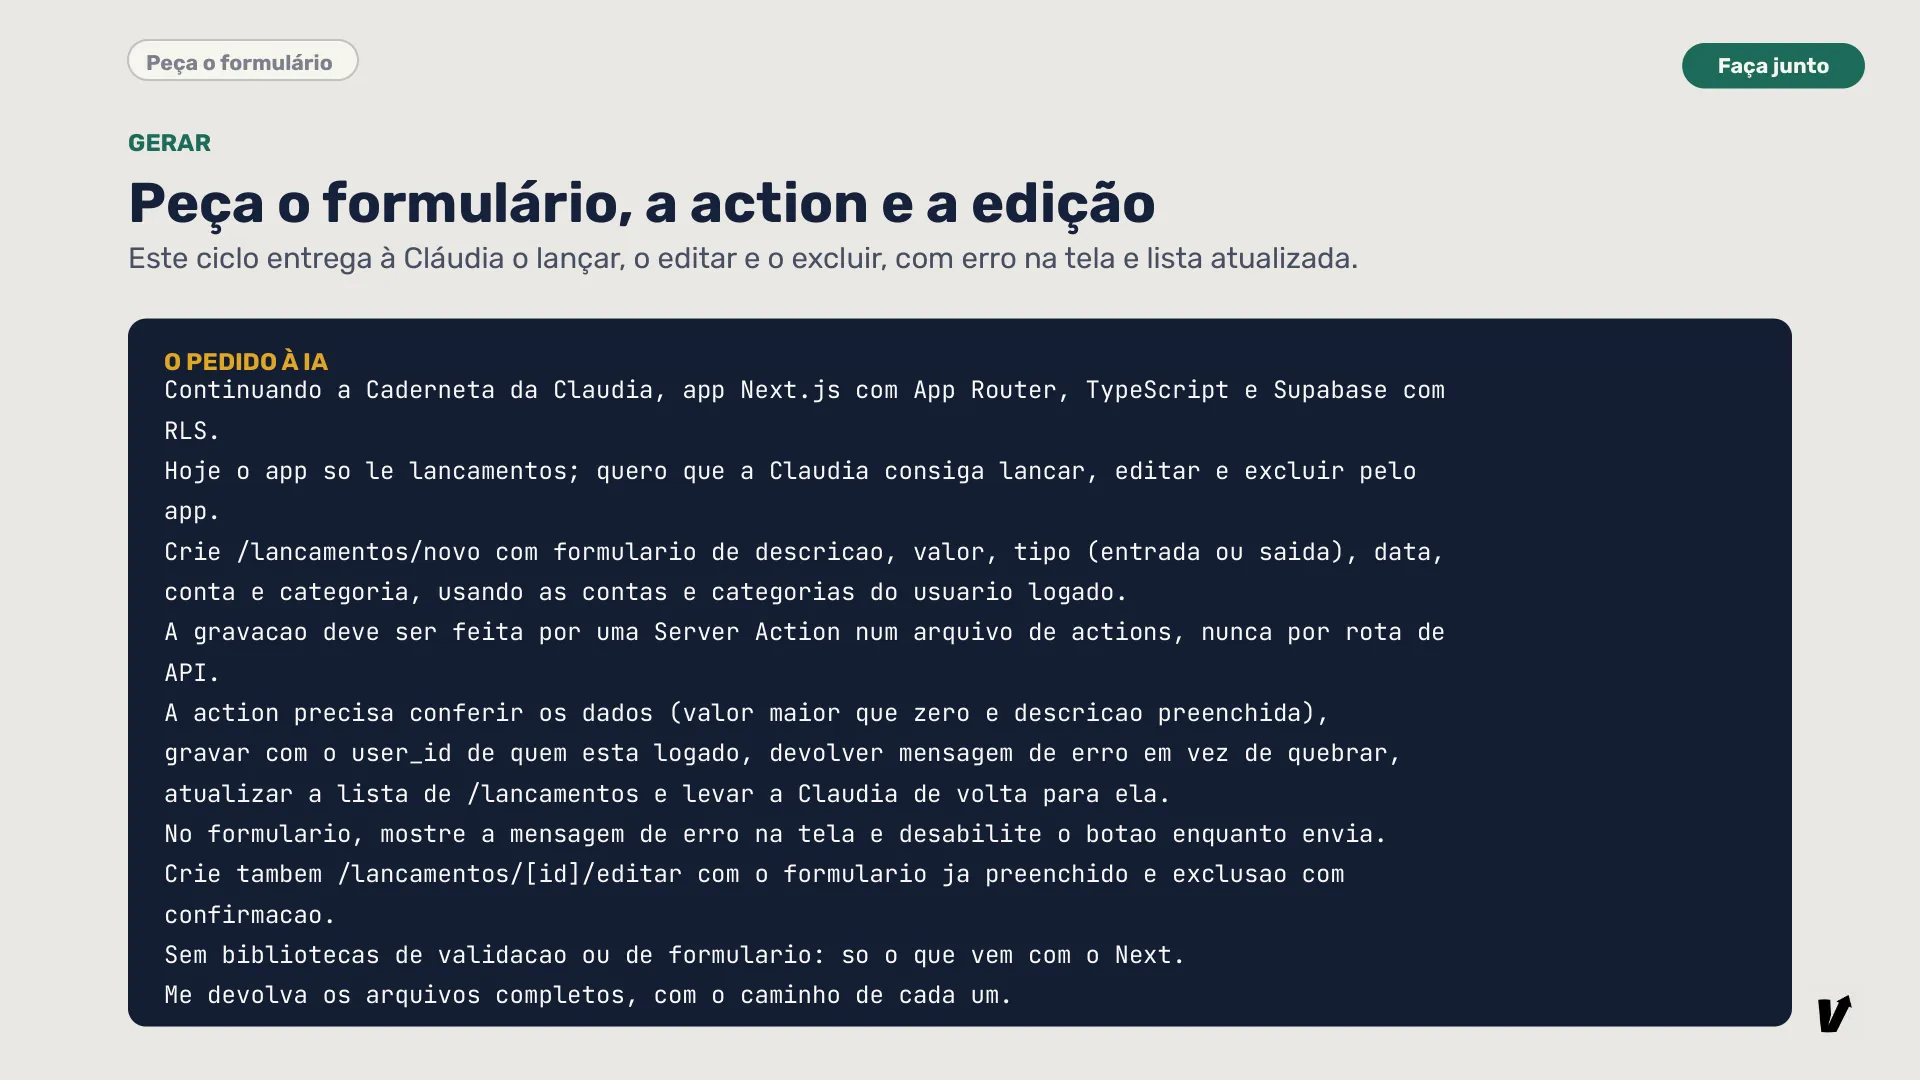 Peça o formulário
Faça junto
GERAR
Peça o formulário, a action e a edição
Este ciclo entrega à Cláudia o lançar, o editar e o excluir, com erro na tela e lista atualizada.
O PEDIDO À IA
Continuando a Caderneta da Claudia, app Next.js com App Router, TypeScript e Supabase com
RLS.
Hoje o app so le lancamentos; quero que a Claudia consiga lancar, editar e excluir pelo
app.
Crie /lancamentos/novo com formulario de descricao, valor, tipo (entrada ou saida), data,
conta e categoria, usando as contas e categorias do usuario logado.
A gravacao deve ser feita por uma Server Action num arquivo de actions, nunca por rota de
API.
A action precisa conferir os dados (valor maior que zero e descricao preenchida),
gravar com o user_id de quem esta logado, devolver mensagem de erro em vez de quebrar,
atualizar a lista de /lancamentos e levar a Claudia de volta para ela.
No formulario, mostre a mensagem de erro na tela e desabilite o botao enquanto envia.
Crie tambem /lancamentos/[id]/editar com o formulario ja preenchido e exclusao com
confirmacao.
Sem bibliotecas de validacao ou de formulario: so o que vem com o Next.
Me devolva os arquivos completos, com o caminho de cada um.